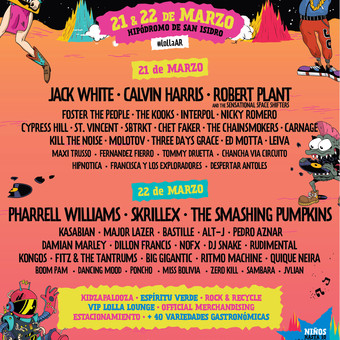 21 & 22 DE MARZO
HIPÓDROMO DE SAN ISIDRO
#lollaAR
21 DE MARZO
JACK WHITE · CALVIN HARRIS · ROBERT PLANT
AND THE SENSATIONAL SPACE SHIFTERS
FOSTER THE PEOPLE · THE KOOKS · INTERPOL · NICKY ROMERO
CYPRESS HILL · ST. VINCENT · SBTRKT · CHET FAKER · THE CHAINSMOKERS · CARNAGE
KILL THE NOISE · MOLOTOV · THREE DAYS GRACE · ED MOTTA · LEIVA
MAXI TRUSSO · FERNANDEZ FIERRO · TOMMY DRUETTA · CHANCHA VIA CIRCUITO
HIPNOTICA · FRANCISCA Y LOS EXPLORADORES · DESPERTAR ANTOLES
22 DE MARZO
PHARRELL WILLIAMS · SKRILLEX · THE SMASHING PUMPKINS
KASABIAN · MAJOR LAZER · BASTILLE · ALT-J · PEDRO AZNAR
DAMIAN MARLEY · DILLON FRANCIS · NOFX · DJ SNAKE · RUDIMENTAL
KONGOS · FITZ & THE TANTRUMS · BIG GIGANTIC · RITMO MACHINE · QUIQUE NEIRA
BOOM PAM · DANCING MOOD · PONCHO · MISS BOLIVIA · ZERO KILL · SAMBARA · JVLIAN
KIDZAPALOOZA · ESPÍRITU VERDE · ROCK & RECYCLE
VIP LOLLA LOUNGE · OFFICIAL MERCHANDISING
ESTACIONAMIENTO · + 40 VARIEDADES GASTRONÓMICAS
NIÑOS
HASTA 10